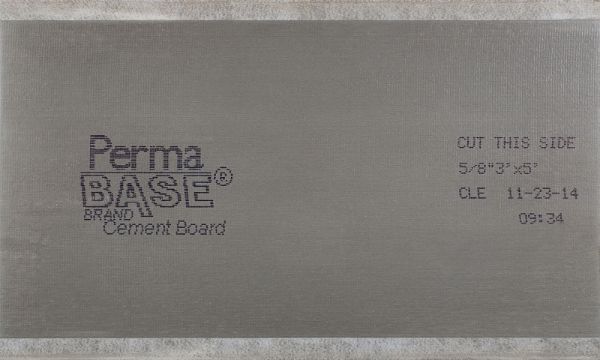 Perma
BASE®
BRAND
Cement Board
CUT THIS SIDE
5/8"3'x5'
CLE 11-23-14
09:34